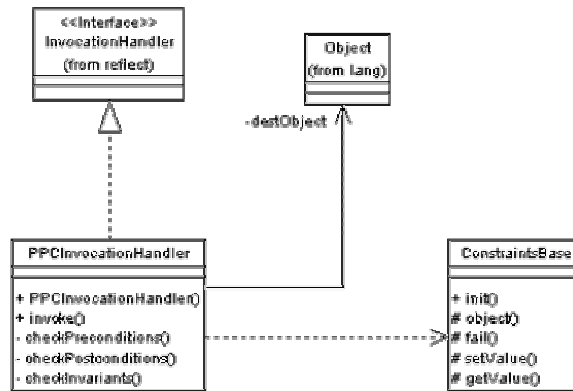 <<Interface>>
InvocationHandler
(from reflect)
Object
(from lang)
-destObject
PPCInvocationHandler
+ PPCInvocationHandler()
+ invoke()
- checkPreconditions()
- checkPostconditions()
- checkInvariants()
ConstraintsBase
+ init()
# object()
# fail()
# setValue()
# getValue()